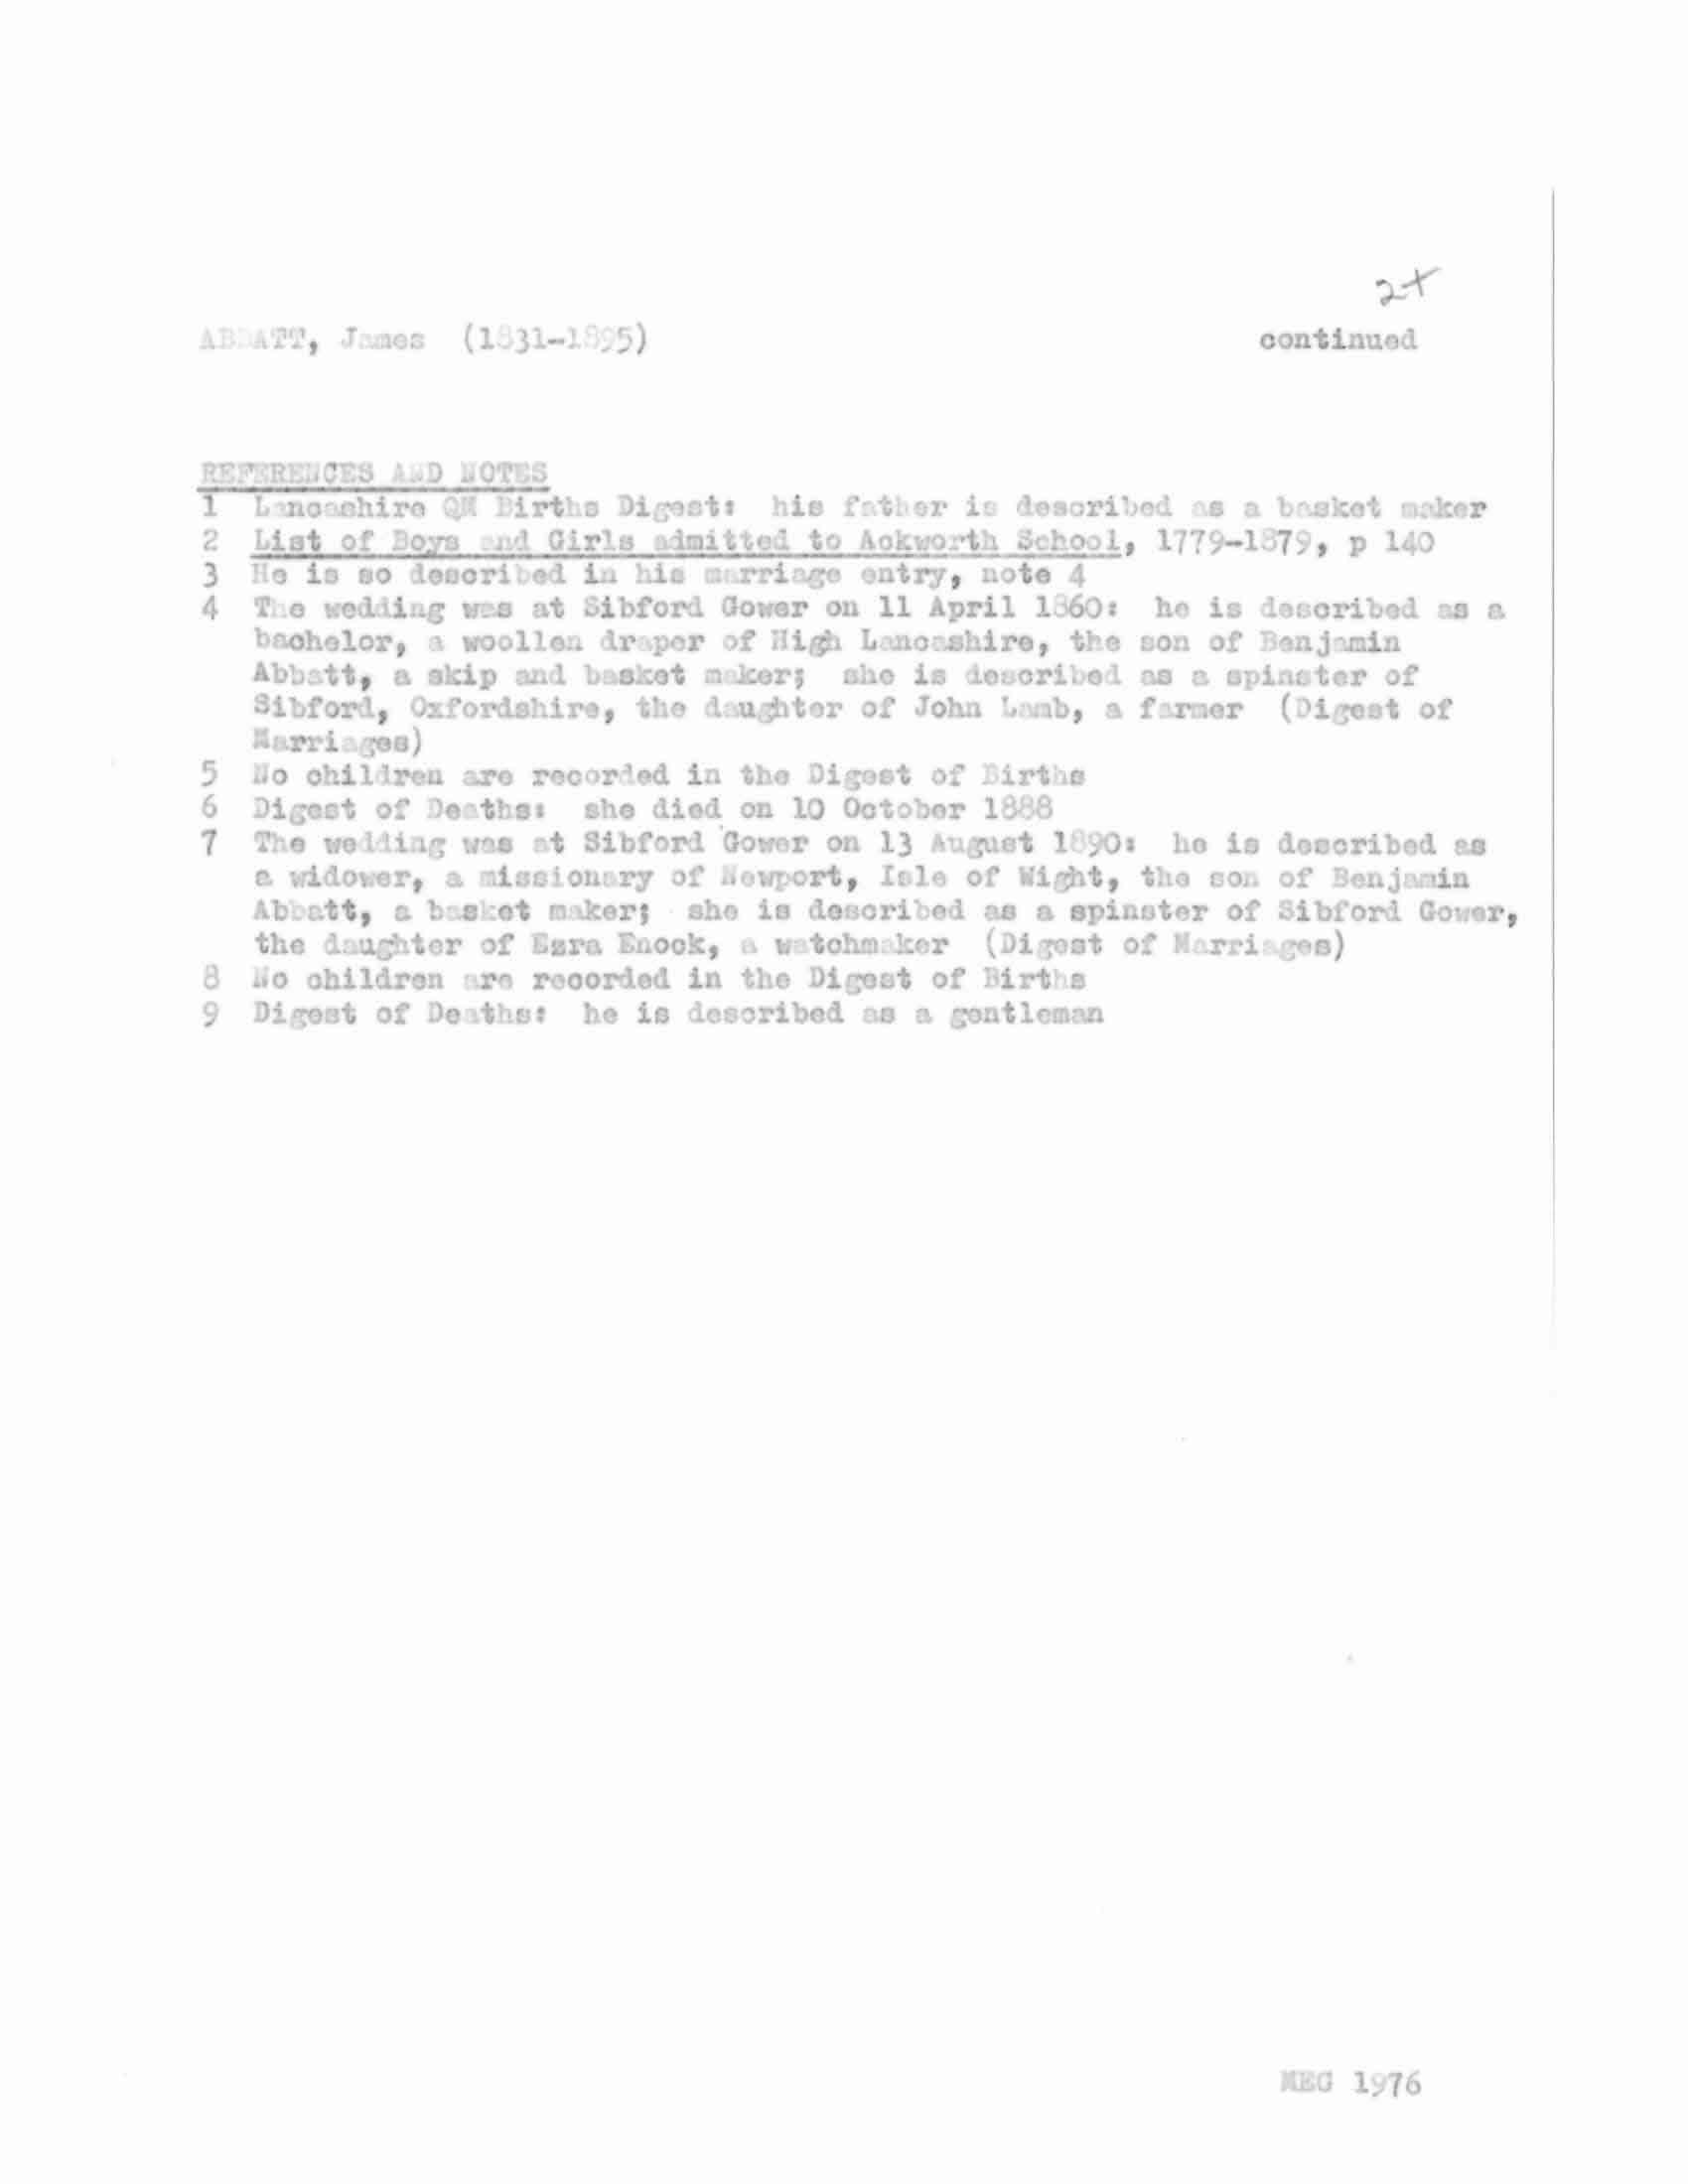 2+
ABBATT, James (1831-1895) continued
REFERENCES AND NOTES
1 Lancashire QM Births Digest: his father is described as a basket maker
2 List of Boys and Girls admitted to Ackworth School, 1779-1879, p 140
3 He is so described in his marriage entry, note 4
4 The wedding was at Sibford Gower on 11 April 1860: he is described as a
bachelor, a woollen draper of High Lancashire, the son of Benjamin
Abbatt, a skip and basket maker; she is described as a spinster of
Sibford, Oxfordshire, the daughter of John Lamb, a farmer (Digest of
Marriages)
5 No children are recorded in the Digest of Births
6 Digest of Deaths: she died on 10 October 1888
7 The wedding was at Sibford Gower on 13 August 1890: he is described as
a widower, a missionary of Newport, Isle of Wight, the son of Benjamin
Abbatt, a basket maker; she is described as a spinster of Sibford Gower,
the daughter of Ezra Enock, a watchmaker (Digest of Marriages)
8 No children are recorded in the Digest of Births
9 Digest of Deaths: he is described as a gentleman
MEG 1976